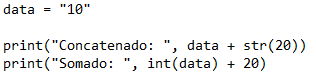 data = "10"
print("Concatenado: ", data + str(20))
print("Somado: ", int(data) + 20)